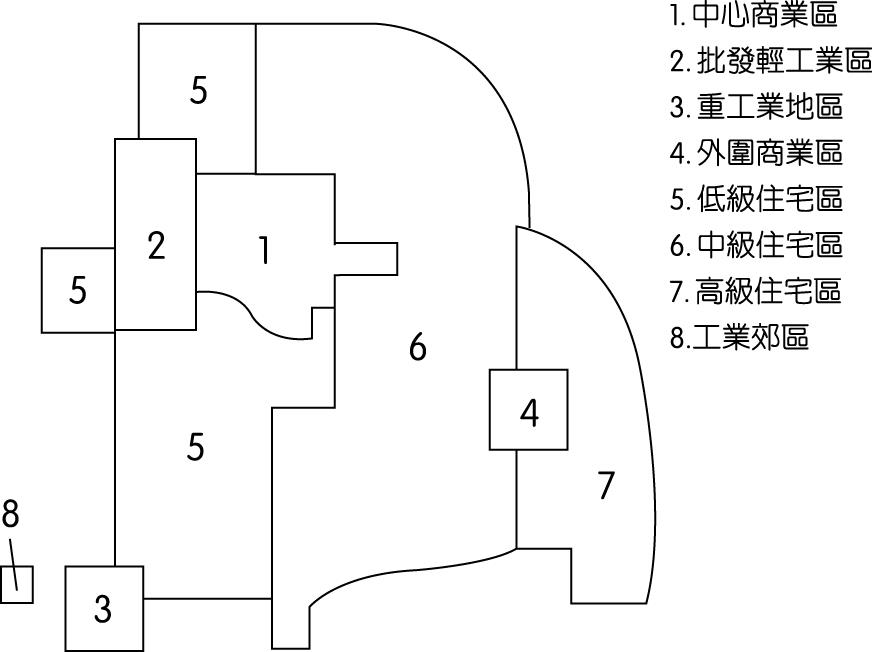 1. 中心商業區
2. 批發輕工業區
3. 重工業地區
4. 外圍商業區
5. 低級住宅區
6. 中級住宅區
7. 高級住宅區
8.工業郊區
5
2
1
5
6
4
5
7
8
3